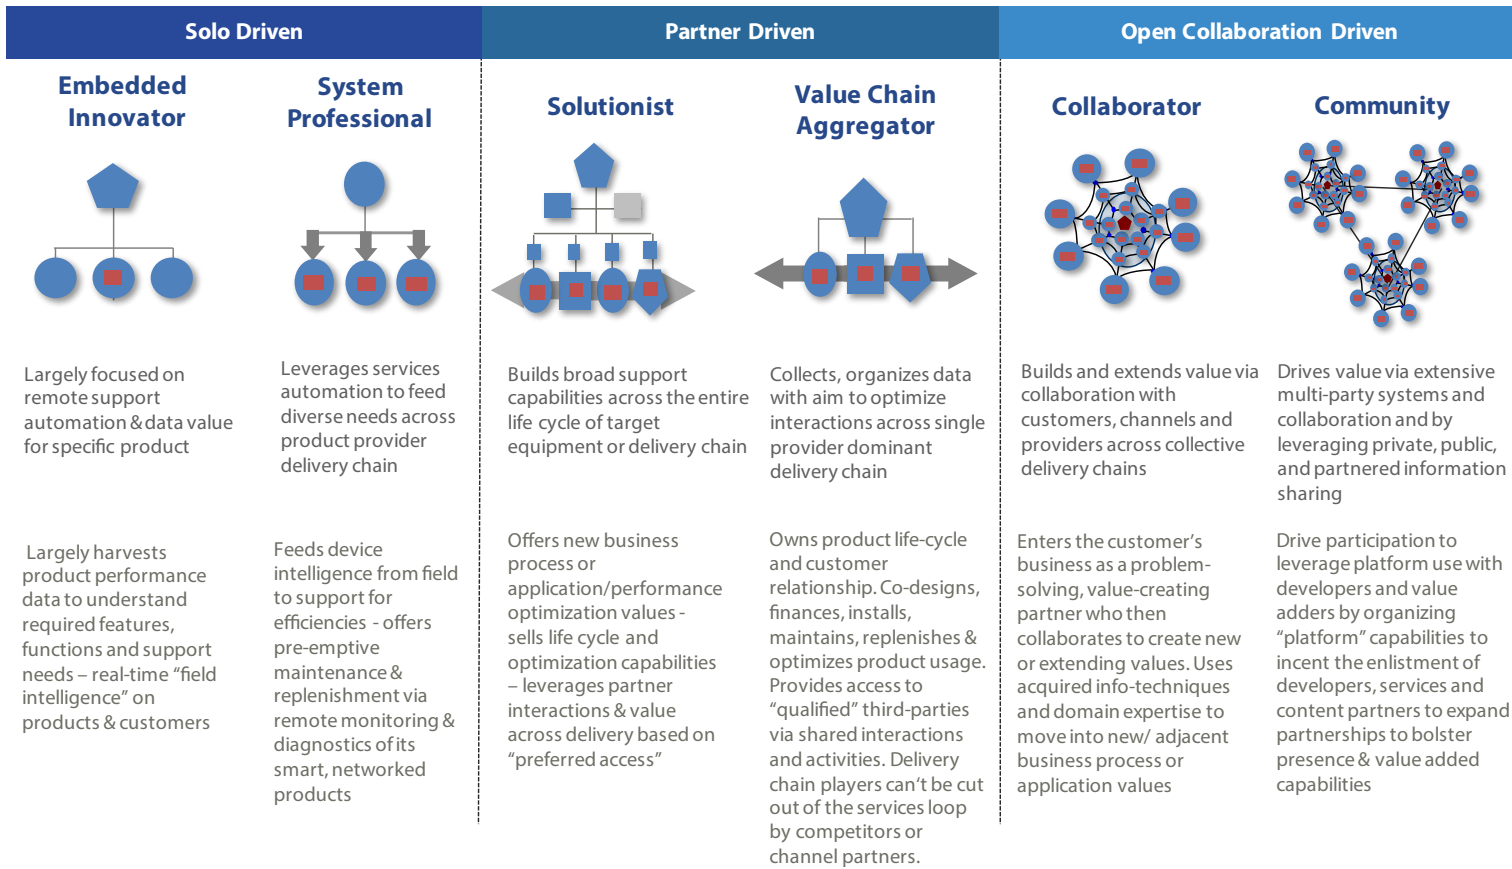 Solo Driven
Partner Driven
Open Collaboration Driven
Embedded
Innovator
System
Professional
Solutionist
Value Chain
Aggregator
Collaborator
Community
Largely focused on
remote support
automation & data value
for specific product
Leverages services
automation to feed
diverse needs across
product provider
delivery chain
Builds broad support
capabilities across the entire
life cycle of target
equipment or delivery chain
Collects, organizes data
with aim to optimize
interactions across single
provider dominant
delivery chain
Builds and extends value via
collaboration with
customers, channels and
providers across collective
delivery chains
Drives value via extensive
multi-party systems and
collaboration and by
leveraging private, public,
and partnered information
sharing
Largely harvests
product performance
data to understand
required features,
functions and support
needs – real-time “field
intelligence” on
products & customers
Feeds device
intelligence from field
to support for
efficiencies - offers
pre-emptive
maintenance &
replenishment via
remote monitoring &
diagnostics of its
smart, networked
products
Offers new business
process or
application/performance
optimization values -
sells life cycle and
optimization capabilities
– leverages partner
interactions & value
across delivery based on
“preferred access”
Owns product life-cycle
and customer
relationship. Co-designs,
finances, installs,
maintains, replenishes &
optimizes product usage.
Provides access to
“qualified” third-parties
via shared interactions
and activities. Delivery
chain players can‘t be cut
out of the services loop
by competitors or
channel partners.
Enters the customer’s
business as a problem-
solving, value-creating
partner who then
collaborates to create new
or extending values. Uses
acquired info-techniques
and domain expertise to
move into new/ adjacent
business process or
application values
Drive participation to
leverage platform use with
developers and value
adders by organizing
“platform” capabilities to
incent the enlistment of
developers, services and
content partners to expand
partnerships to bolster
presence & value added
capabilities